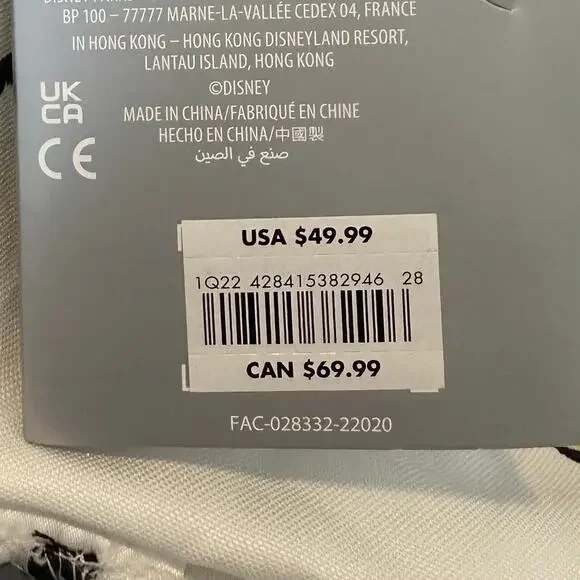 BP 100 – 77777 MARNE-LA-VALLÉE CEDEX 04, FRANCE
IN HONG KONG – HONG KONG DISNEYLAND RESORT,
LANTAU ISLAND, HONG KONG
©DISNEY
UK
CA
MADE IN CHINA/FABRIQUÉ EN CHINE
HECHO EN CHINA/中國製
صنع في الصين
CE
USA $49.99
1Q22 428415382946 28
CAN $69.99
FAC-028332-22020